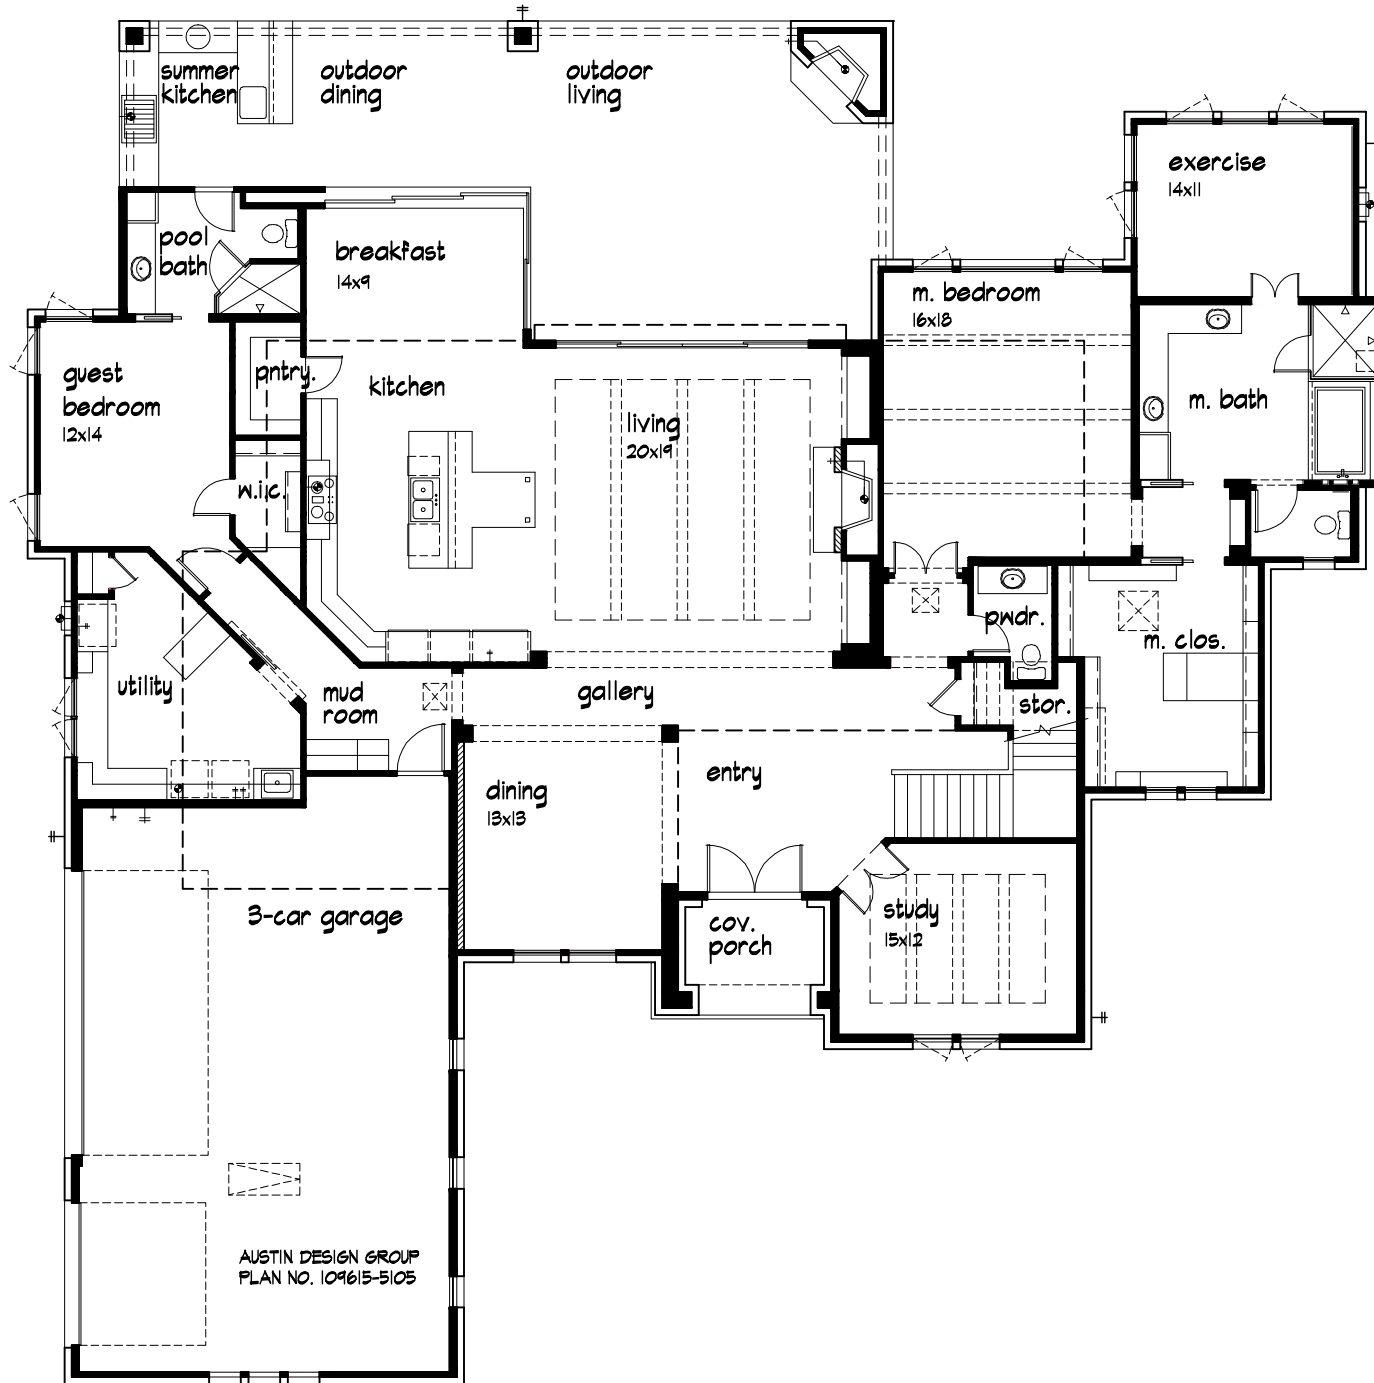 summer
kitchen
outdoor
dining
outdoor
living
exercise
14x11
pool
bath
breakfast
14x9
m. bedroom
16x18
guest
bedroom
12x14
pntry.
kitchen
living
20x19
m. bath
w.i.c.
pwdr.
m. clos.
utility
mud
room
gallery
stor.
entry
dining
13x13
3-car garage
cov.
porch
study
15x12
AUSTIN DESIGN GROUP
PLAN NO. 109615-5105